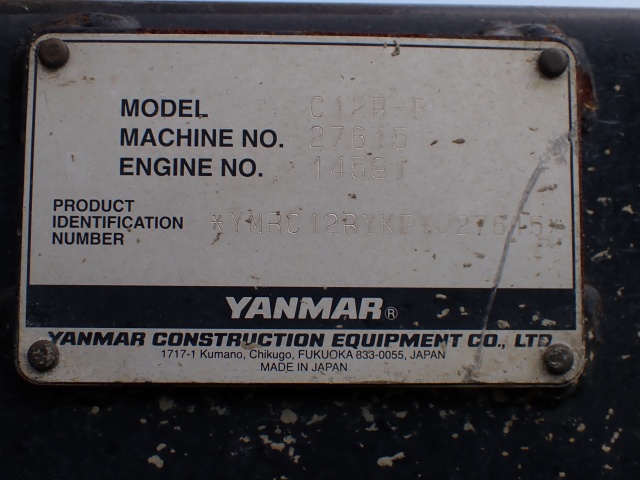 MODEL C12R-B
MACHINE NO. 27615
ENGINE NO. 14591
PRODUCT
IDENTIFICATION
NUMBER
YANMAR®
YANMAR CONSTRUCTION EQUIPMENT CO., LTD.
1717-1 Kumano, Chikugo, FUKUOKA 833-0055, JAPAN
MADE IN JAPAN